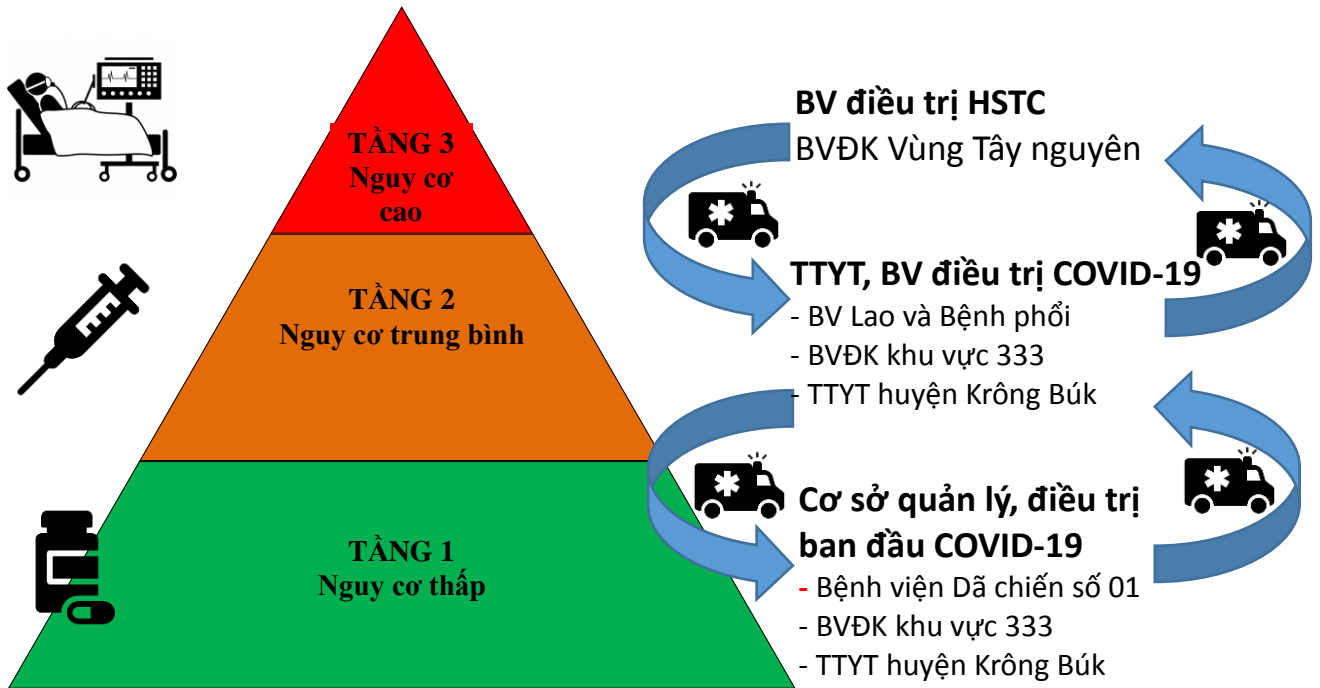 TẦNG 3
Nguy cơ
cao
TẦNG 2
Nguy cơ trung bình
TẦNG 1
Nguy cơ thấp
BV điều trị HSTC
BVĐK Vùng Tây nguyên
TTYT, BV điều trị COVID-19
- BV Lao và Bệnh phổi
- BVĐK khu vực 333
- TTYT huyện Krông Búk
Cơ sở quản lý, điều trị
ban đầu COVID-19
- Bệnh viện Dã chiến số 01
- BVĐK khu vực 333
- TTYT huyện Krông Búk